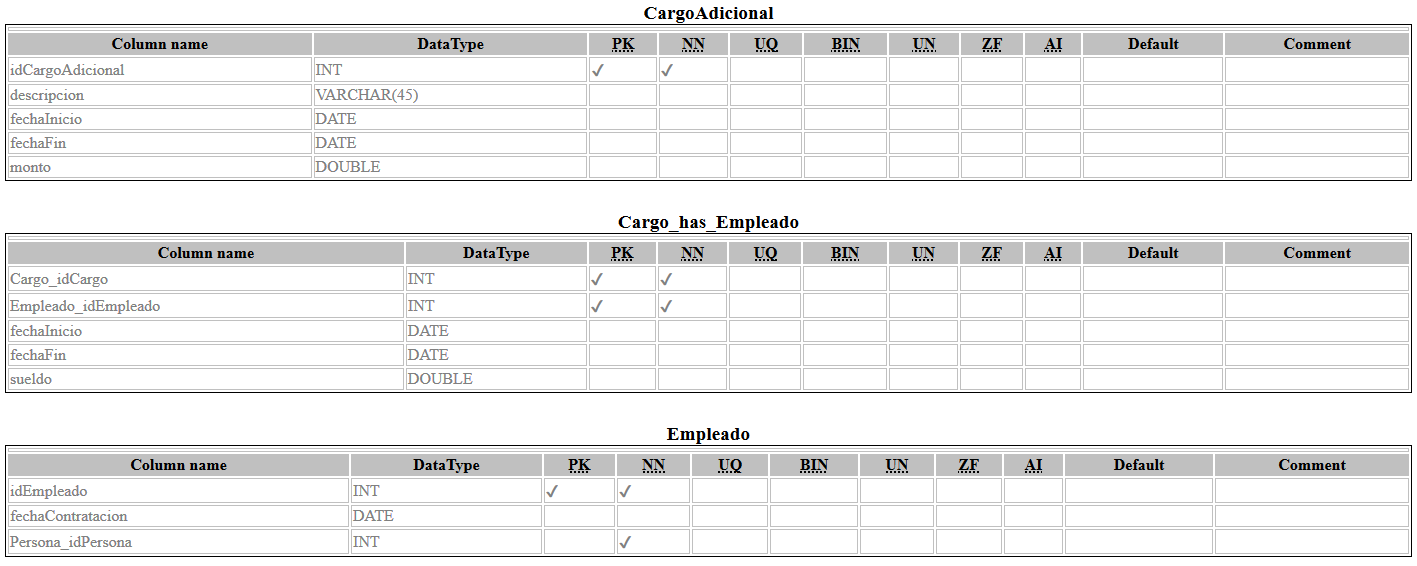 CargoAdicional
Column name DataType PK NN UQ BIN UN ZF AI Default Comment
idCargoAdicional INT ✓ ✓
descripcion VARCHAR(45)
fechaInicio DATE
fechaFin DATE
monto DOUBLE
Cargo_has_Empleado
Column name DataType PK NN UQ BIN UN ZF AI Default Comment
Cargo_idCargo INT ✓ ✓
Empleado_idEmpleado INT ✓ ✓
fechaInicio DATE
fechaFin DATE
sueldo DOUBLE
Empleado
Column name DataType PK NN UQ BIN UN ZF AI Default Comment
idEmpleado INT ✓ ✓
fechaContratacion DATE
Persona_idPersona INT ✓